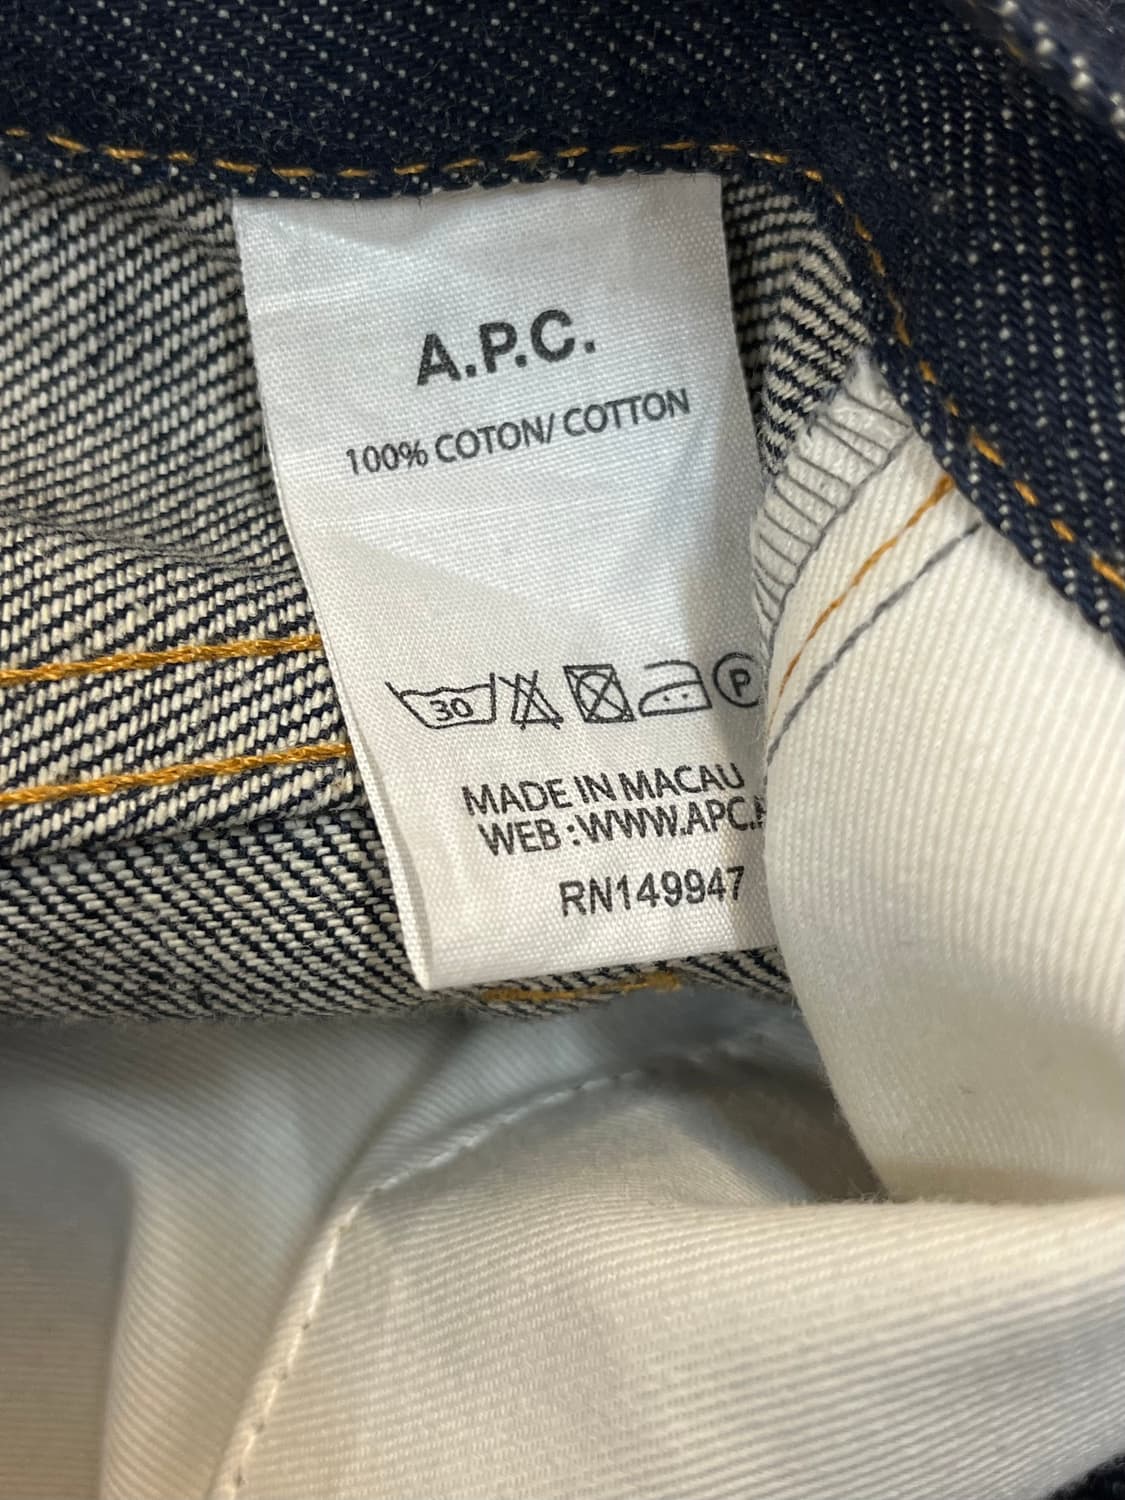 A.P.C.
100% COTON/ COTTON
30
P
MADE IN MACAU
WEB : WWW.APC.
RN149947